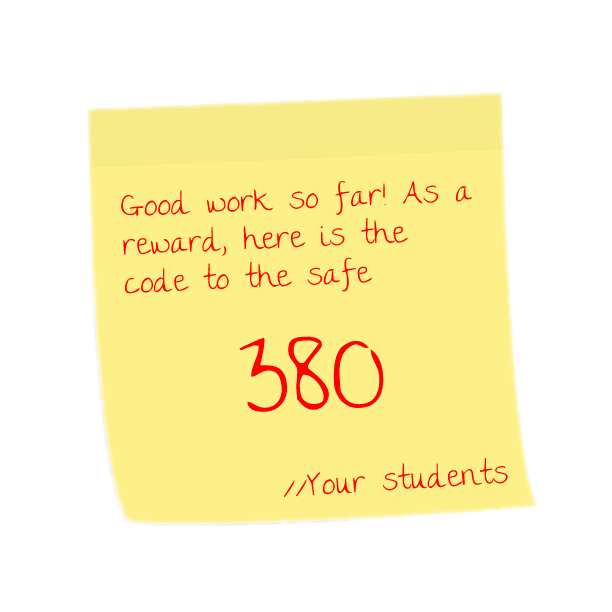 Good work so far! As a
reward, here is the
code to the safe
380
//Your students